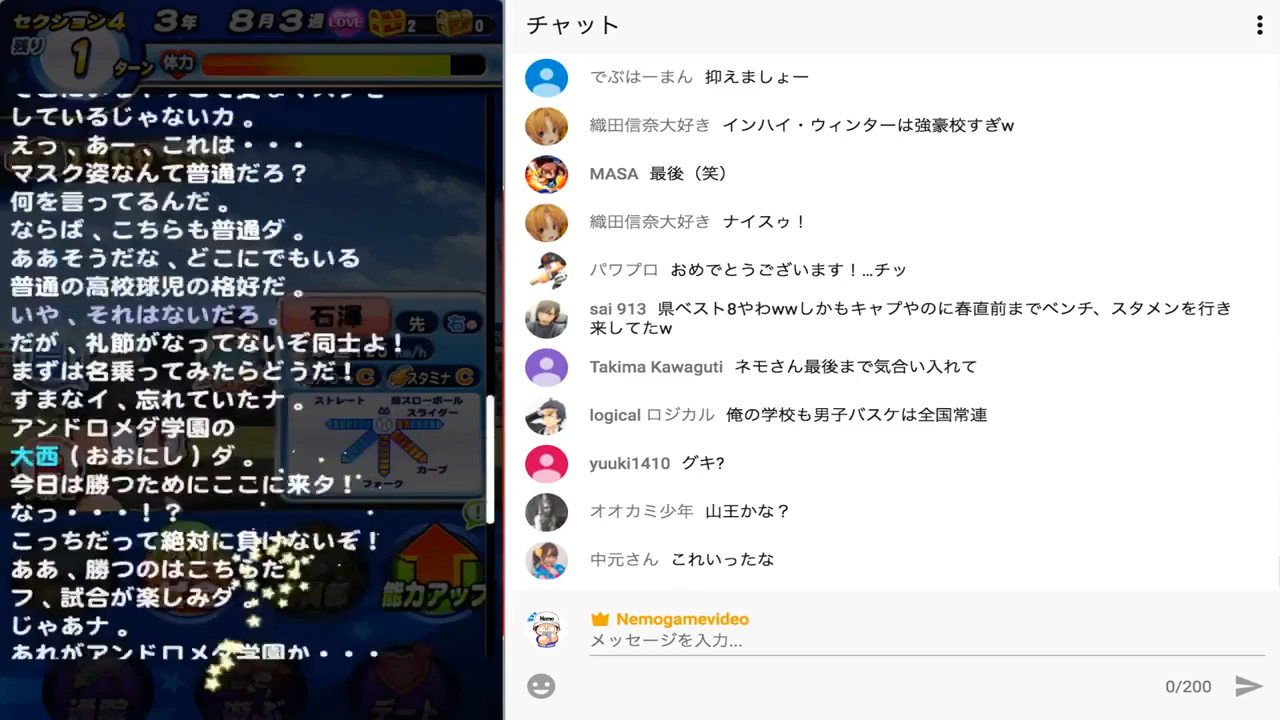 セクション4 3年 8月3週 LOVE 2 0
残り1ターン 体力
しているじゃないカ。
えっ、あー、これは・・・
マスク姿なんて普通だろ？
何を言ってるんだ。
ならば、こちらも普通ダ。
ああそうだな、どこにでもいる
普通の高校球児の格好だ。
いや、それはないだろ。
だが、礼節がなってないぞ同士よ！
まずは名乗ってみたらどうだ！
すまなイ、忘れていたナ。
アンドロメダ学園の
大西（おおにし）ダ。
今日は勝つためにここに来タ！
なっ・・・！？
こっちだって絶対に負けないぞ！
ああ、勝つのはこちらだ！
フ、試合が楽しみダ。
じゃあナ。
あれがアンドロメダ学園か・・・
石澤
先 右
km/h
C スタミナ C
ストレート 超スローボール
スライダー
カーブ
フォーク
能力アップ
遊ぶ
デート
チャット
でぶはーまん 抑えましょー
織田信奈大好き インハイ・ウィンターは強豪校すぎw
MASA 最後（笑）
織田信奈大好き ナイスゥ！
パワプロ おめでとうございます！...チッ
sai 913 県ベスト8やわwwしかもキャプやのに春直前までベンチ、スタメンを行き
来してたw
Takima Kawaguti ネモさん最後まで気合い入れて
logical ロジカル 俺の学校も男子バスケは全国常連
yuuki1410 グキ?
オオカミ少年 山王かな？
中元さん これいったな
Nemo
Nemogamevideo
メッセージを入力...
0/200